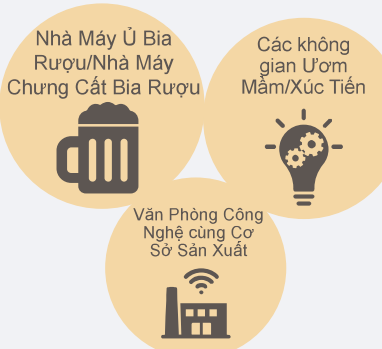 Nhà Máy Ủ Bia
Rượu/Nhà Máy
Chưng Cất Bia Rượu
Các không
gian Ươm
Mầm/Xúc Tiến
Văn Phòng Công
Nghệ cùng Cơ
Sở Sản Xuất